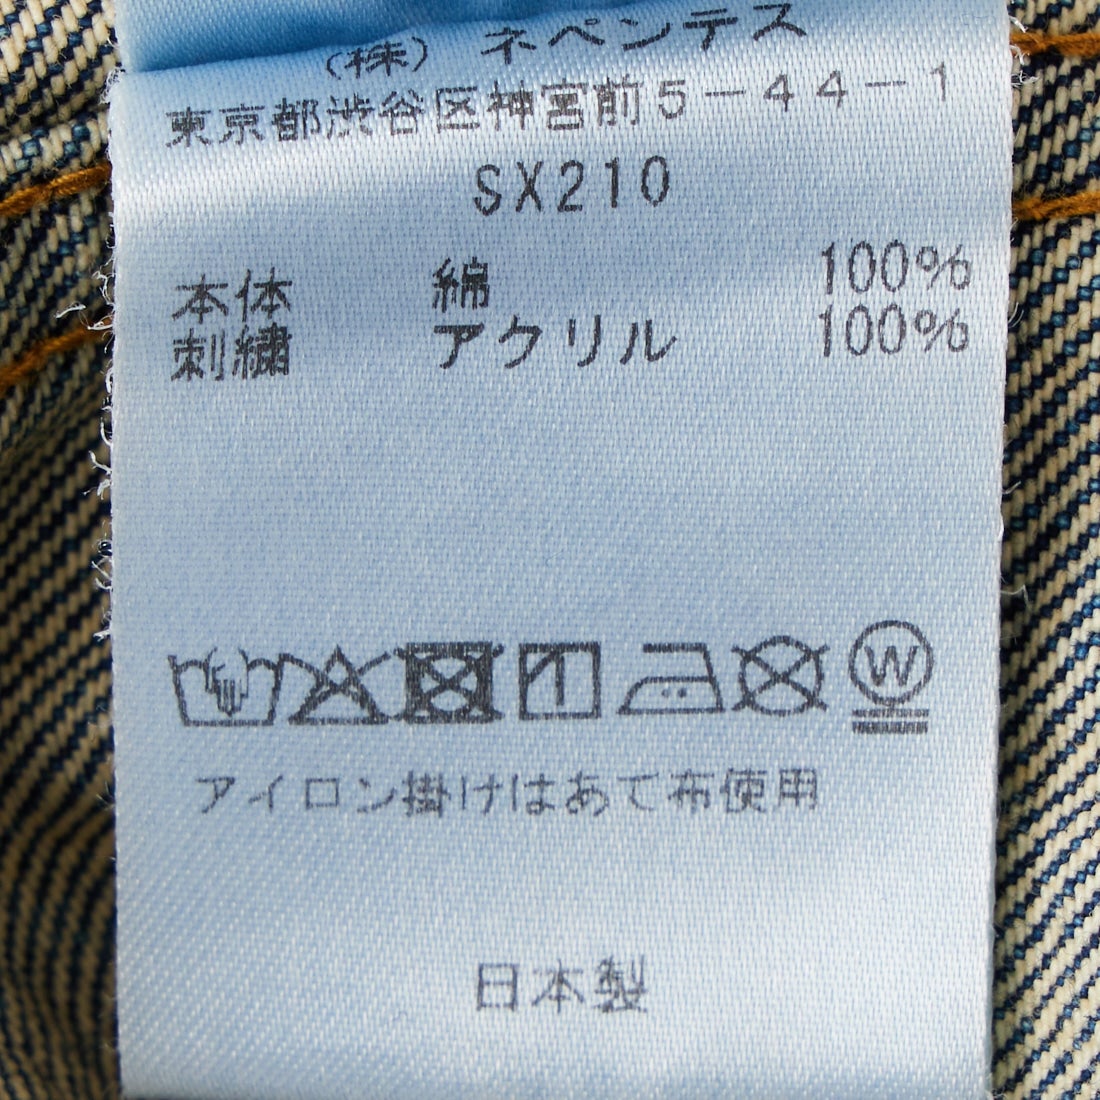 (株) ネペンテス
東京都渋谷区神宮前5-44-1
SX210
本体 綿 100%
刺繍 アクリル 100%
W
アイロン掛けはあて布使用
日本製